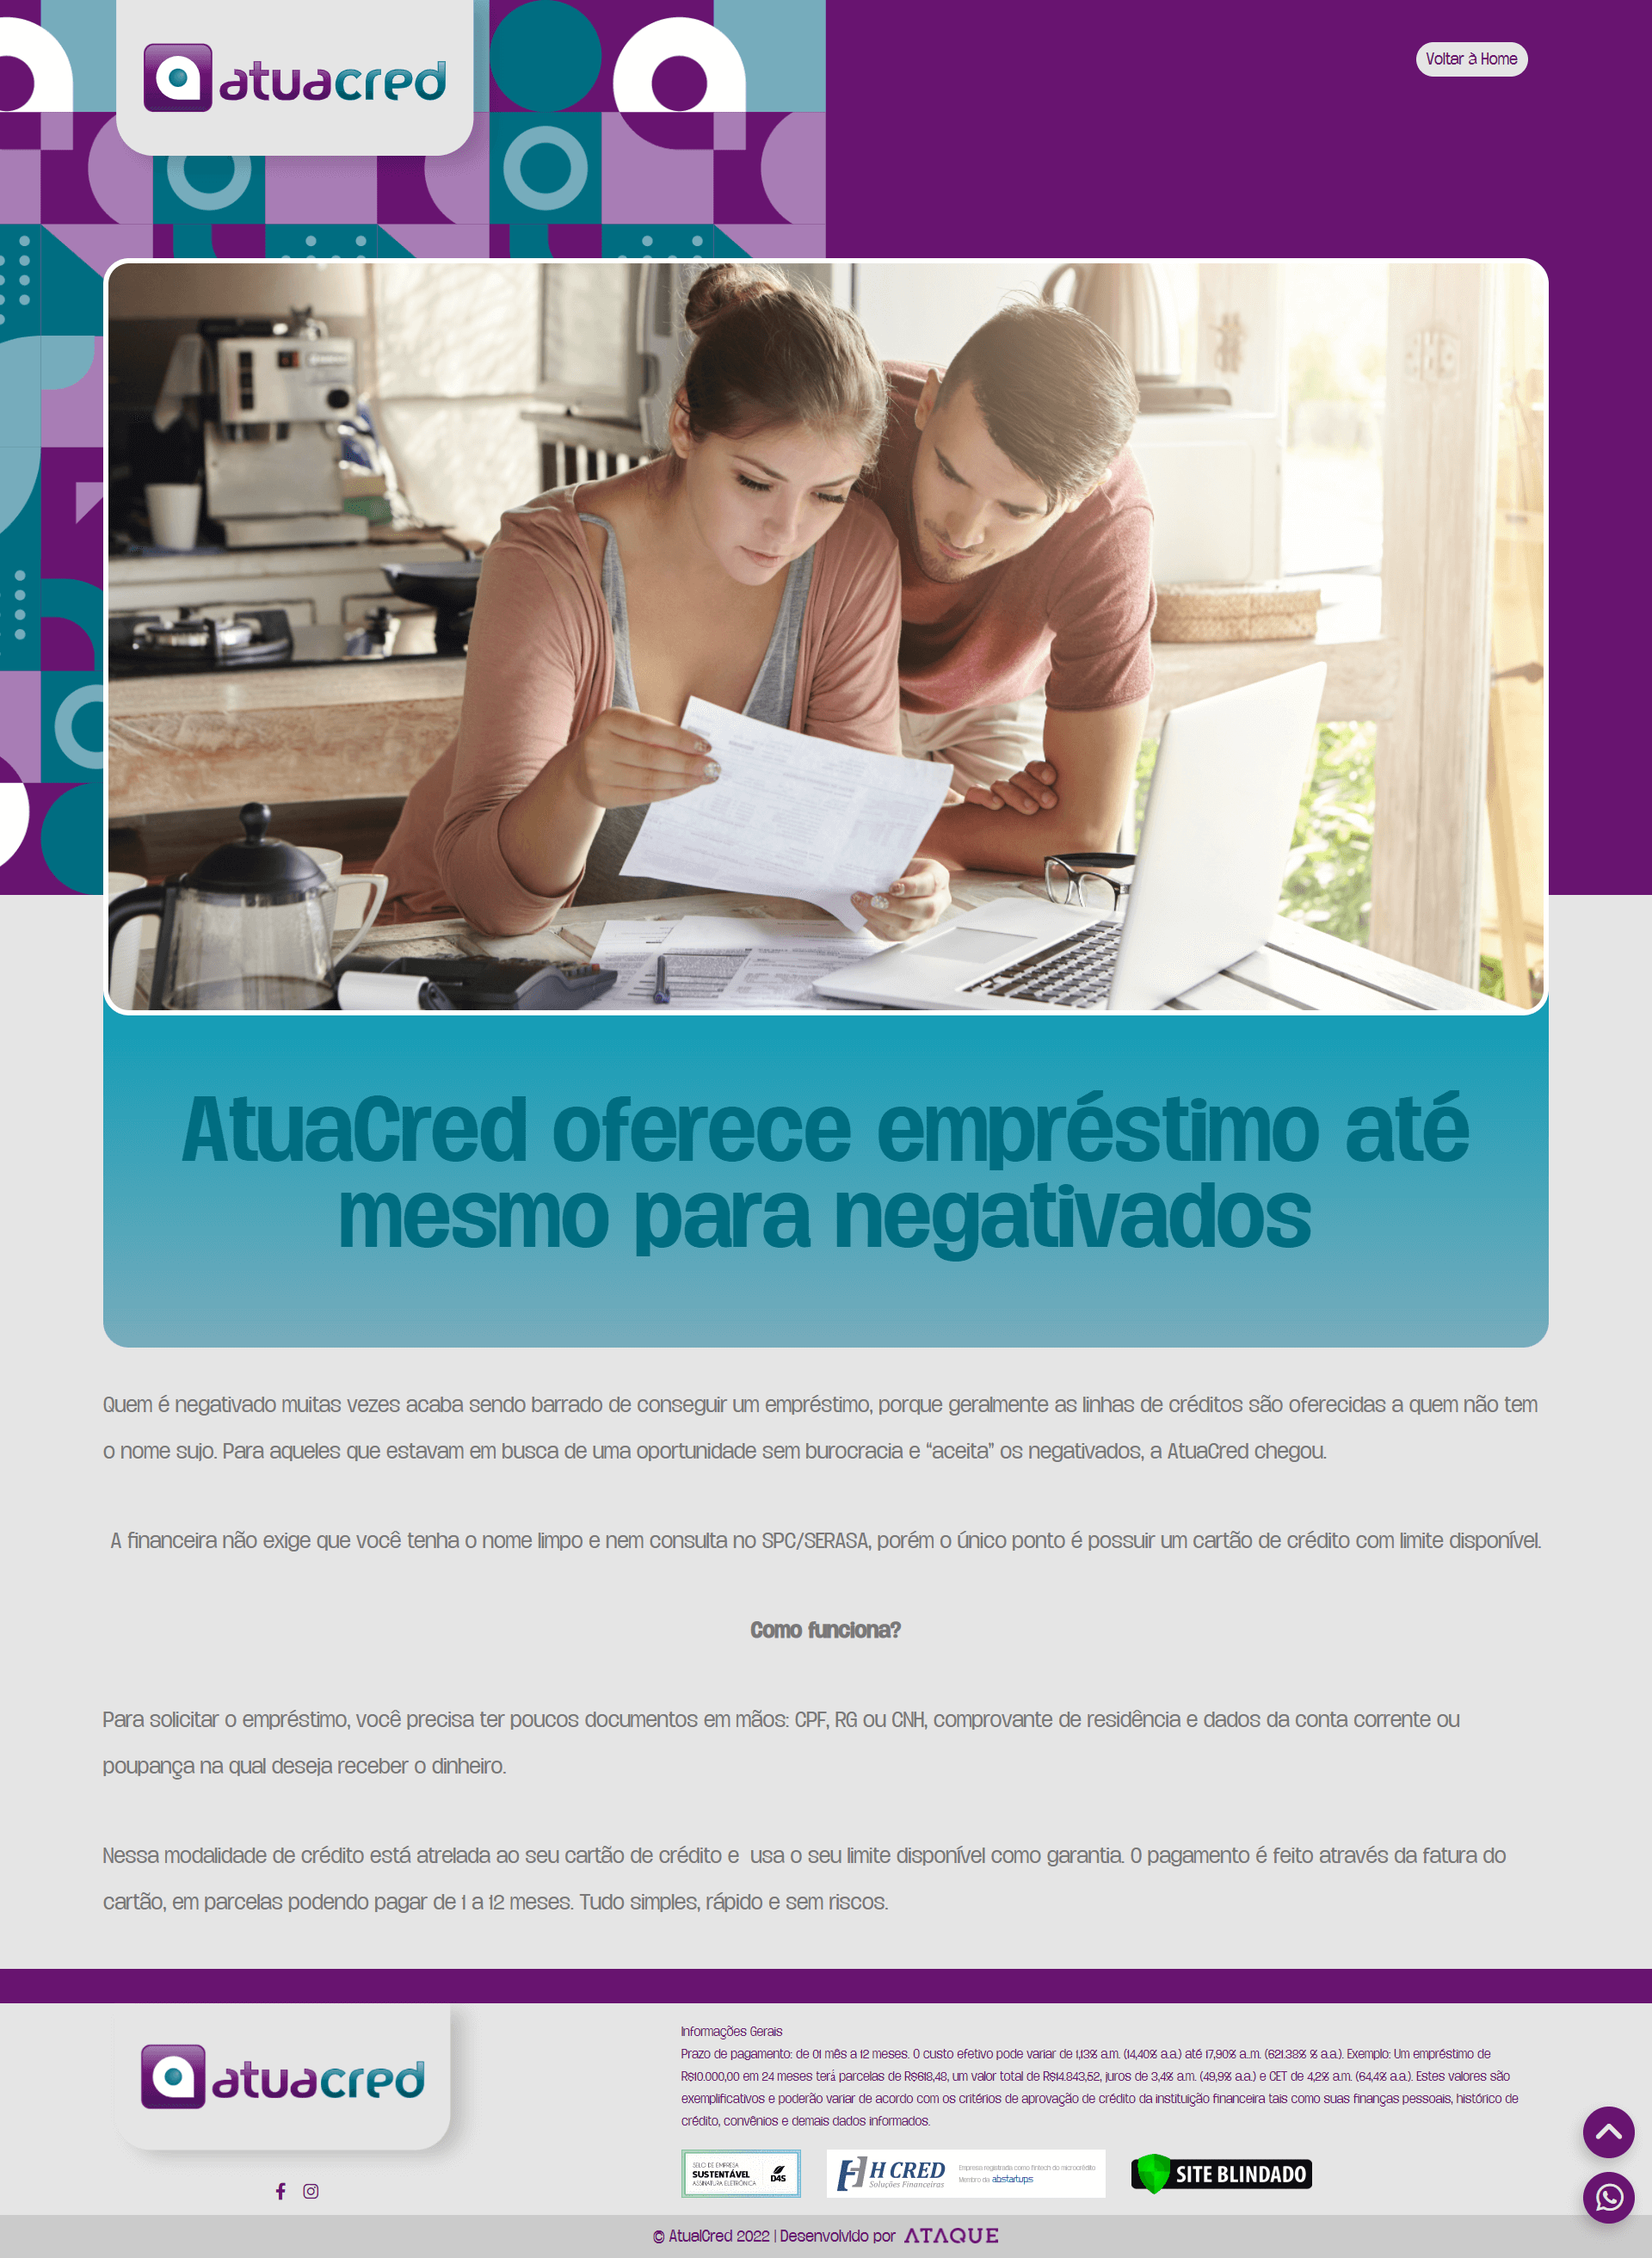 atuacred
Voltar à Home
AtuaCred oferece empréstimo até
mesmo para negativados
Quem é negativado muitas vezes acaba sendo barrado de conseguir um empréstimo, porque geralmente as linhas de créditos são oferecidas a quem não tem
o nome sujo. Para aqueles que estavam em busca de uma oportunidade sem burocracia e “aceita” os negativados, a AtuaCred chegou.
A financeira não exige que você tenha o nome limpo e nem consulta no SPC/SERASA, porém o único ponto é possuir um cartão de crédito com limite disponível.
Como funciona?
Para solicitar o empréstimo, você precisa ter poucos documentos em mãos: CPF, RG ou CNH, comprovante de residência e dados da conta corrente ou
poupança na qual deseja receber o dinheiro.
Nessa modalidade de crédito está atrelada ao seu cartão de crédito e  usa o seu limite disponível como garantia. O pagamento é feito através da fatura do
cartão, em parcelas podendo pagar de 1 a 12 meses. Tudo simples, rápido e sem riscos.
atuacred
Informações Gerais
Prazo de pagamento: de 01 mês a 12 meses. O custo efetivo pode variar de 1,13% a.m. (14,40% a.a.) até 17,90% a..m. (621.38% % a.a.). Exemplo: Um empréstimo de
R$10.000,00 em 24 meses terá parcelas de R$618,48, um valor total de R$14.843,52, juros de 3,4% a.m. (49,9% a.a.) e CET de 4,2% a.m. (64,4% a.a.). Estes valores são
exemplificativos e poderão variar de acordo com os critérios de aprovação de crédito da instituição financeira tais como suas finanças pessoais, histórico de
crédito, convênios e demais dados informados.
SELO DE EMPRESA
SUSTENTÁVEL
ASSINATURA ELETRÔNICA
D4S
H CRED
Soluções Financeiras
Empresa registrada como fintech de microcrédito
Membro da abstartups
SITE BLINDADO
© AtualCred 2022 | Desenvolvido por ATAQUE